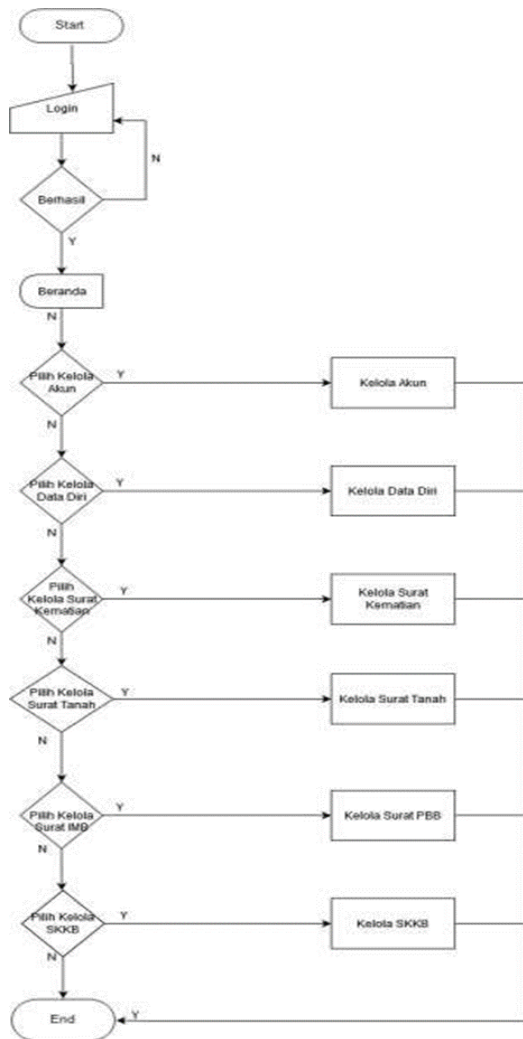 Start
Login
N
Berhasil
Y
Beranda
N
Pilih Kelola
Akun
Y
Kelola Akun
N
Pilih Kelola
Data Diri
Y
Kelola Data Diri
N
Pilih
Kelola Surat
Kematian
Y
Kelola Surat
Kematian
N
Pilih Kelola
Surat Tanah
Y
Kelola Surat Tanah
N
Pilih Kelola
Surat IMB
Y
Kelola Surat PBB
N
Pilih Kelola
SKKB
Y
Kelola SKKB
N
End
Y